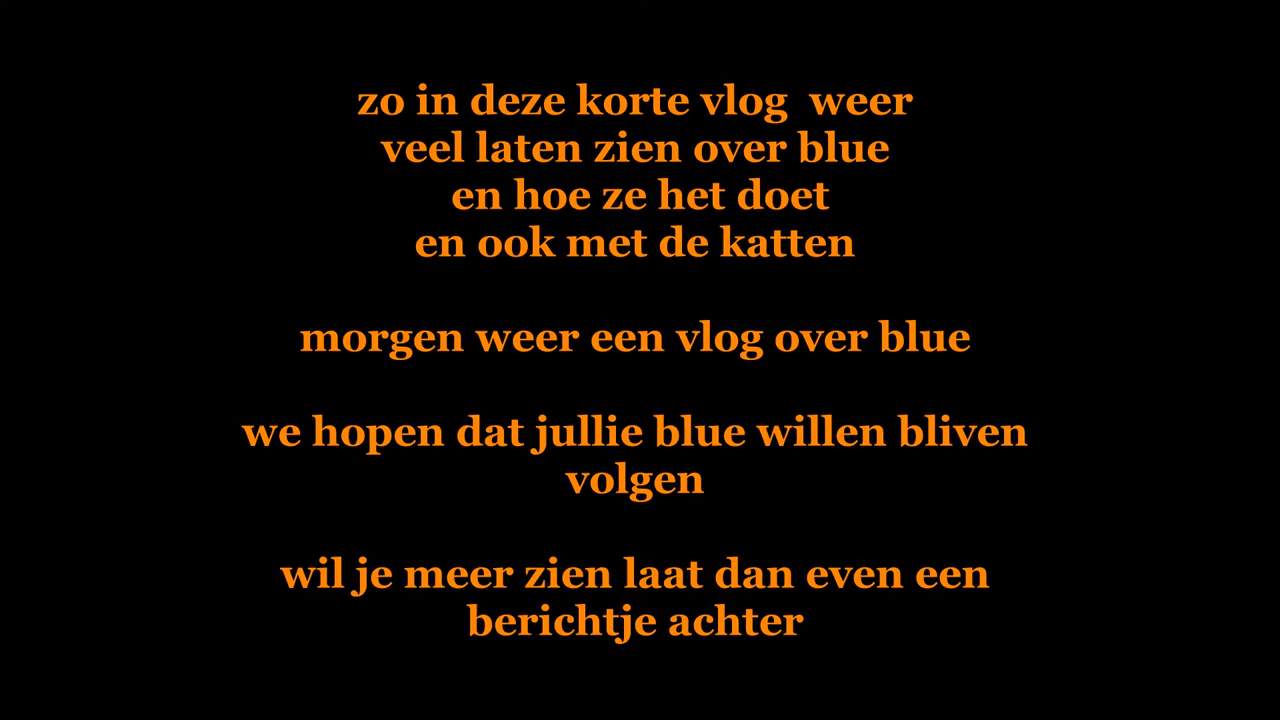 zo in deze korte vlog  weer
veel laten zien over blue
en hoe ze het doet
en ook met de katten
morgen weer een vlog over blue
we hopen dat jullie blue willen bliven
volgen
wil je meer zien laat dan even een
berichtje achter